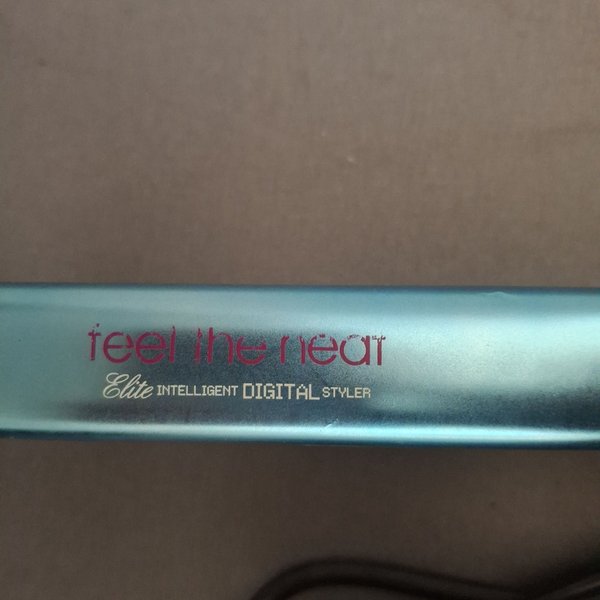 feel the heat
Elite INTELLIGENT DIGITAL STYLER